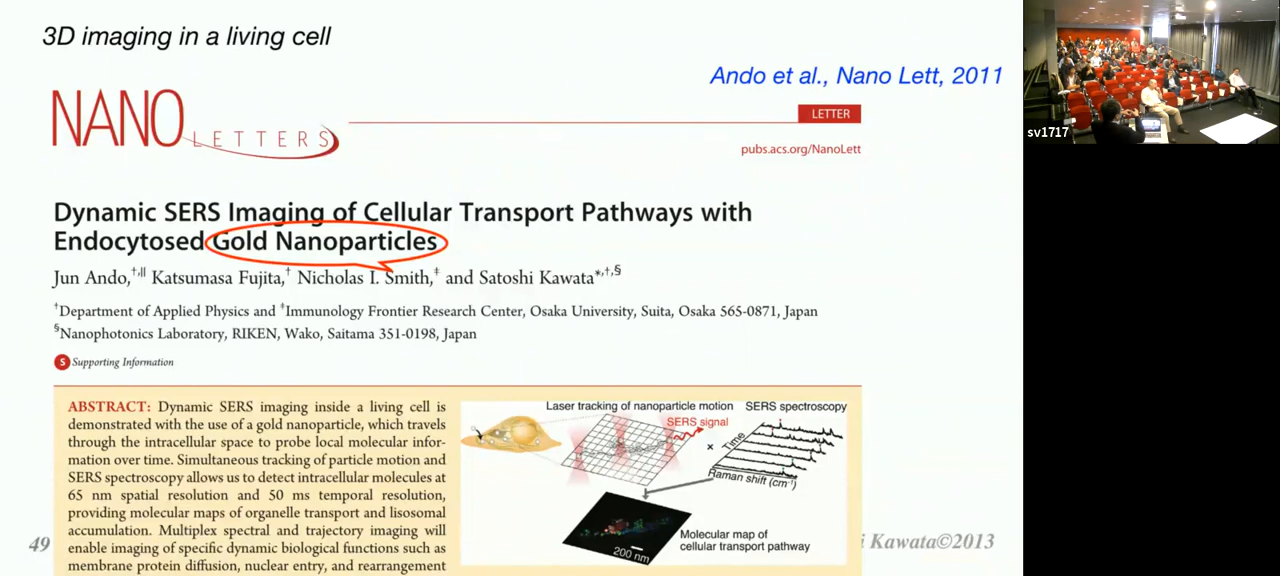 3D imaging in a living cell
Ando et al., Nano Lett, 2011
NANO
LETTERS
LETTER
pubs.acs.org/NanoLett
Dynamic SERS Imaging of Cellular Transport Pathways with
Endocytosed Gold Nanoparticles
Jun Ando,†,|| Katsumasa Fujita,† Nicholas I. Smith,‡ and Satoshi Kawata*,†,§
†Department of Applied Physics and ‡Immunology Frontier Research Center, Osaka University, Suita, Osaka 565-0871, Japan
§Nanophotonics Laboratory, RIKEN, Wako, Saitama 351-0198, Japan
S Supporting Information
ABSTRACT: Dynamic SERS imaging inside a living cell is
demonstrated with the use of a gold nanoparticle, which travels
through the intracellular space to probe local molecular infor-
mation over time. Simultaneous tracking of particle motion and
SERS spectroscopy allows us to detect intracellular molecules at
65 nm spatial resolution and 50 ms temporal resolution,
providing molecular maps of organelle transport and lisosomal
accumulation. Multiplex spectral and trajectory imaging will
enable imaging of specific dynamic biological functions such as
membrane protein diffusion, nuclear entry, and rearrangement
Laser tracking of nanoparticle motion
SERS spectroscopy
SERS signal
×
Time
Raman shift (cm⁻¹)
200 nm
Molecular map of
cellular transport pathway
49
i Kawata©2013
sv1717